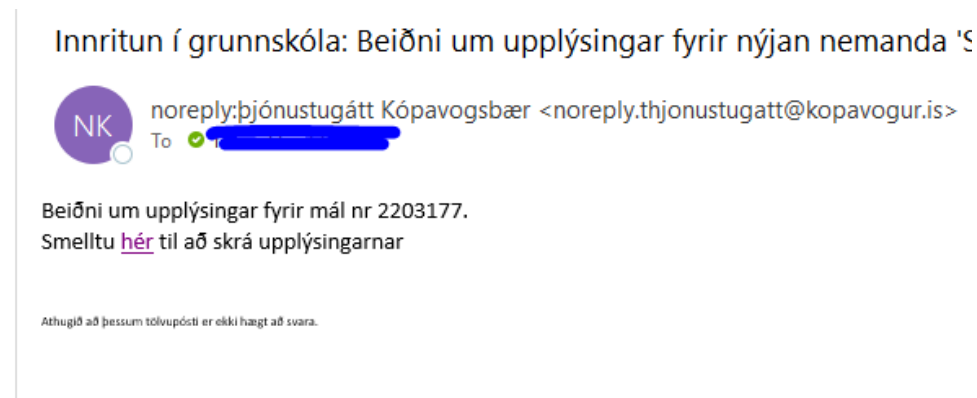 Innritun í grunnskóla: Beiðni um upplýsingar fyrir nýjan nemanda 'S
NK
noreply:þjónustugátt Kópavogsbær <noreply.thjonustugatt@kopavogur.is>
To
Beiðni um upplýsingar fyrir mál nr 2203177.
Smelltu hér til að skrá upplýsingarnar
Athugið að þessum tölvupósti er ekki hægt að svara.